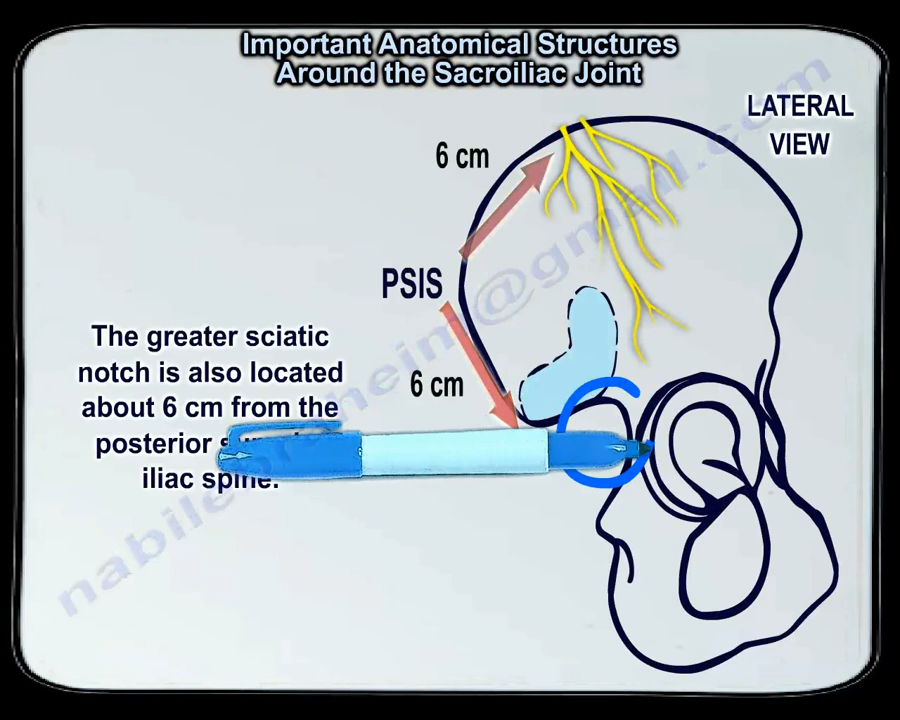 Important Anatomical Structures
Around the Sacroiliac Joint
LATERAL
VIEW
6 cm
PSIS
6 cm
The greater sciatic
notch is also located
about 6 cm from the
posterior
iliac spine.